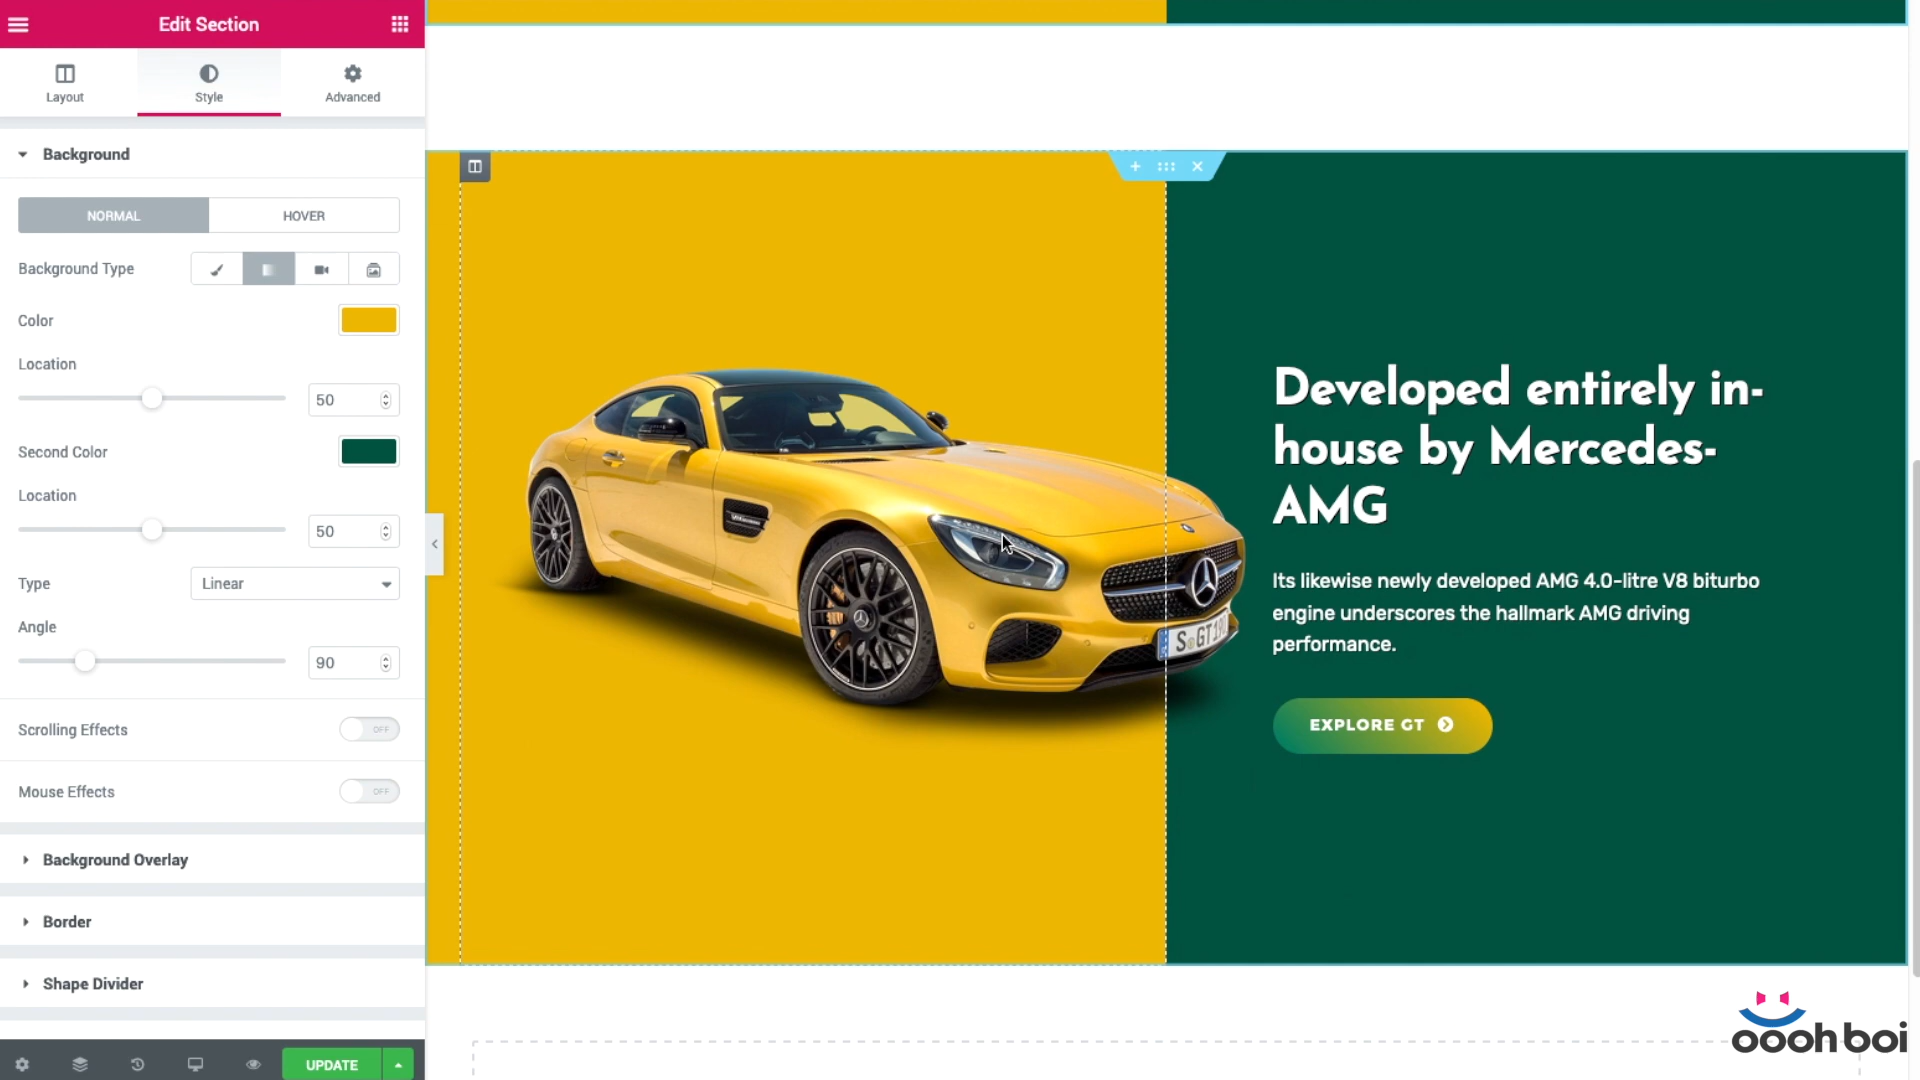 Edit Section
Layout
Style
Advanced
Background
NORMAL
HOVER
Background Type
Color
Location
50
Second Color
Location
50
Type
Linear
Angle
90
Scrolling Effects
OFF
Mouse Effects
OFF
Background Overlay
Border
Shape Divider
UPDATE
Developed entirely in-
house by Mercedes-
AMG
Its likewise newly developed AMG 4.0-litre V8 biturbo
engine underscores the hallmark AMG driving
performance.
EXPLORE GT
ooohboi